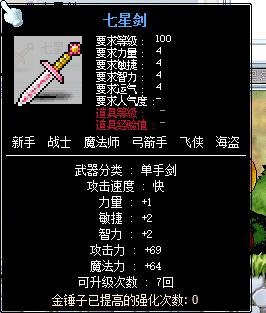 七星剑
要求等级： 100
要求力量： 4
要求敏捷： 4
要求智力： 4
要求运气： 4
要求人气度： -
道具等级： -
道具经验值： -
新手 战士 魔法师 弓箭手 飞侠 海盗
武器分类 : 单手剑
攻击速度 : 快
力量 : +1
敏捷 : +2
智力 : +2
攻击力 : +69
魔法力 : +64
可升级次数 : 7回
金锤子已提高的强化次数: 0